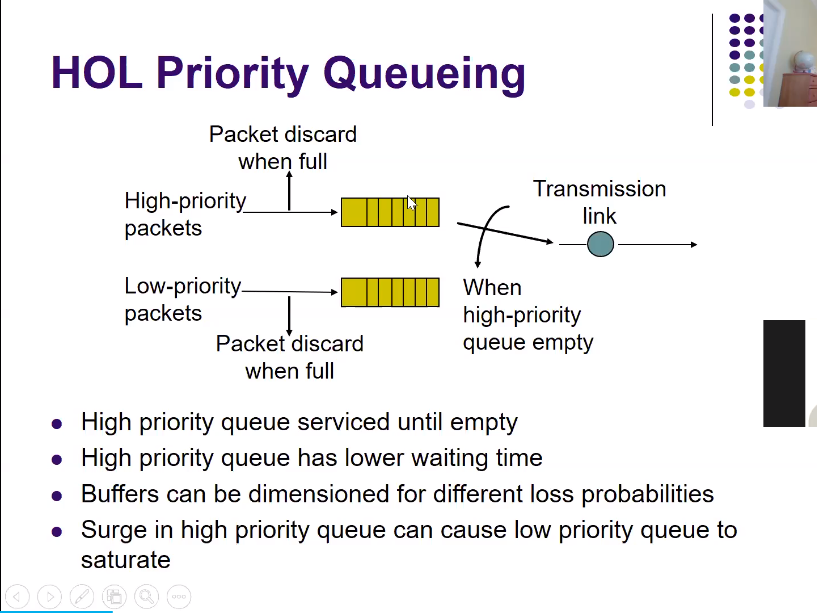 HOL Priority Queueing
Packet discard
when full
High-priority
packets
Transmission
link
Low-priority
packets
When
high-priority
queue empty
Packet discard
when full
High priority queue serviced until empty
High priority queue has lower waiting time
Buffers can be dimensioned for different loss probabilities
Surge in high priority queue can cause low priority queue to
saturate